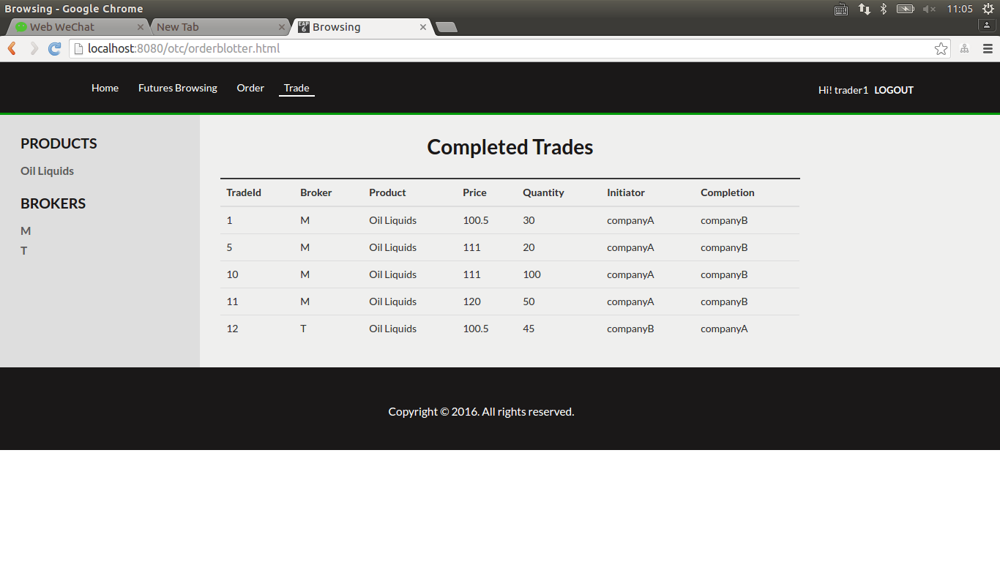 Browsing - Google Chrome 11:05
Web WeChat New Tab EAP 6 Browsing
localhost:8080/otc/orderblotter.html
Home Futures Browsing Order Trade Hi! trader1 LOGOUT
PRODUCTS
Oil Liquids
BROKERS
M
T
Completed Trades
TradeId Broker Product Price Quantity Initiator Completion
1 M Oil Liquids 100.5 30 companyA companyB
5 M Oil Liquids 111 20 companyA companyB
10 M Oil Liquids 111 100 companyA companyB
11 M Oil Liquids 120 50 companyA companyB
12 T Oil Liquids 100.5 45 companyB companyA
Copyright © 2016. All rights reserved.